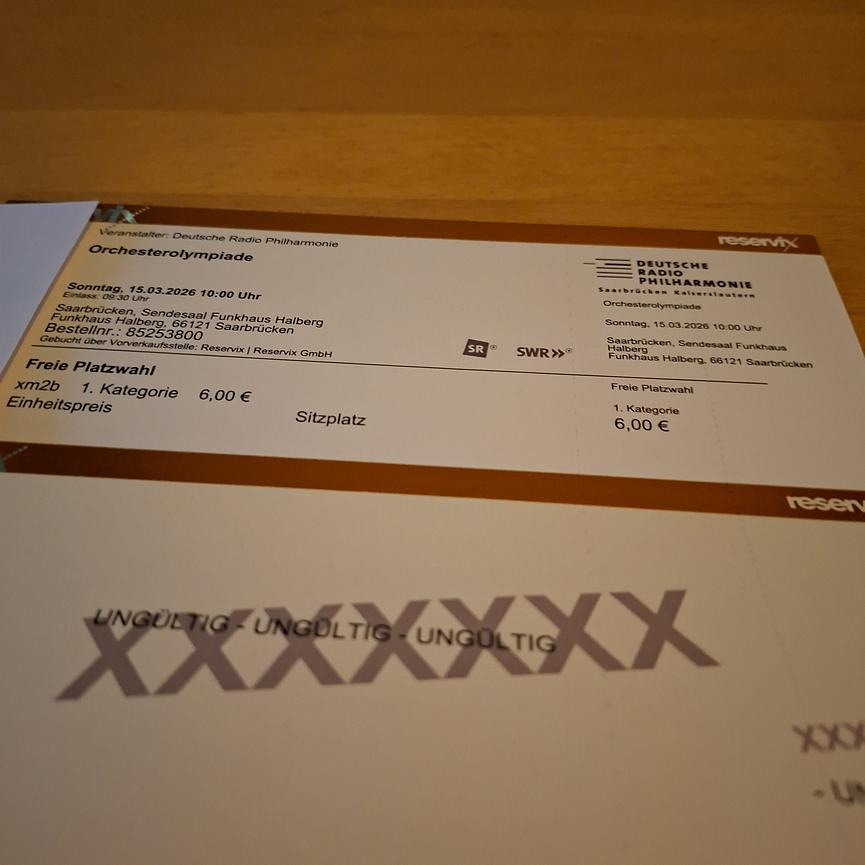 reservix
Veranstalter: Deutsche Radio Philharmonie
Orchesterolympiade
Sonntag, 15.03.2026 10:00 Uhr
Einlass: 09:30 Uhr
Saarbrücken, Sendesaal Funkhaus Halberg
Funkhaus Halberg, 66121 Saarbrücken
Bestellnr.: 85253800
Gebucht über Vorverkaufsstelle: Reservix | Reservix GmbH
SR® SWR»®
Freie Platzwahl
xm2b 1. Kategorie 6,00 €
Einheitspreis
Sitzplatz
DEUTSCHE
RADIO
PHILHARMONIE
Saarbrücken Kaiserslautern
Orchesterolympiade
Sonntag, 15.03.2026 10:00 Uhr
Saarbrücken, Sendesaal Funkhaus
Halberg
Funkhaus Halberg, 66121 Saarbrücken
Freie Platzwahl
1. Kategorie
6,00 €
reserv
XXXXXXX
UNGÜLTIG - UNGÜLTIG - UNGÜLTIG
XXX
- UN